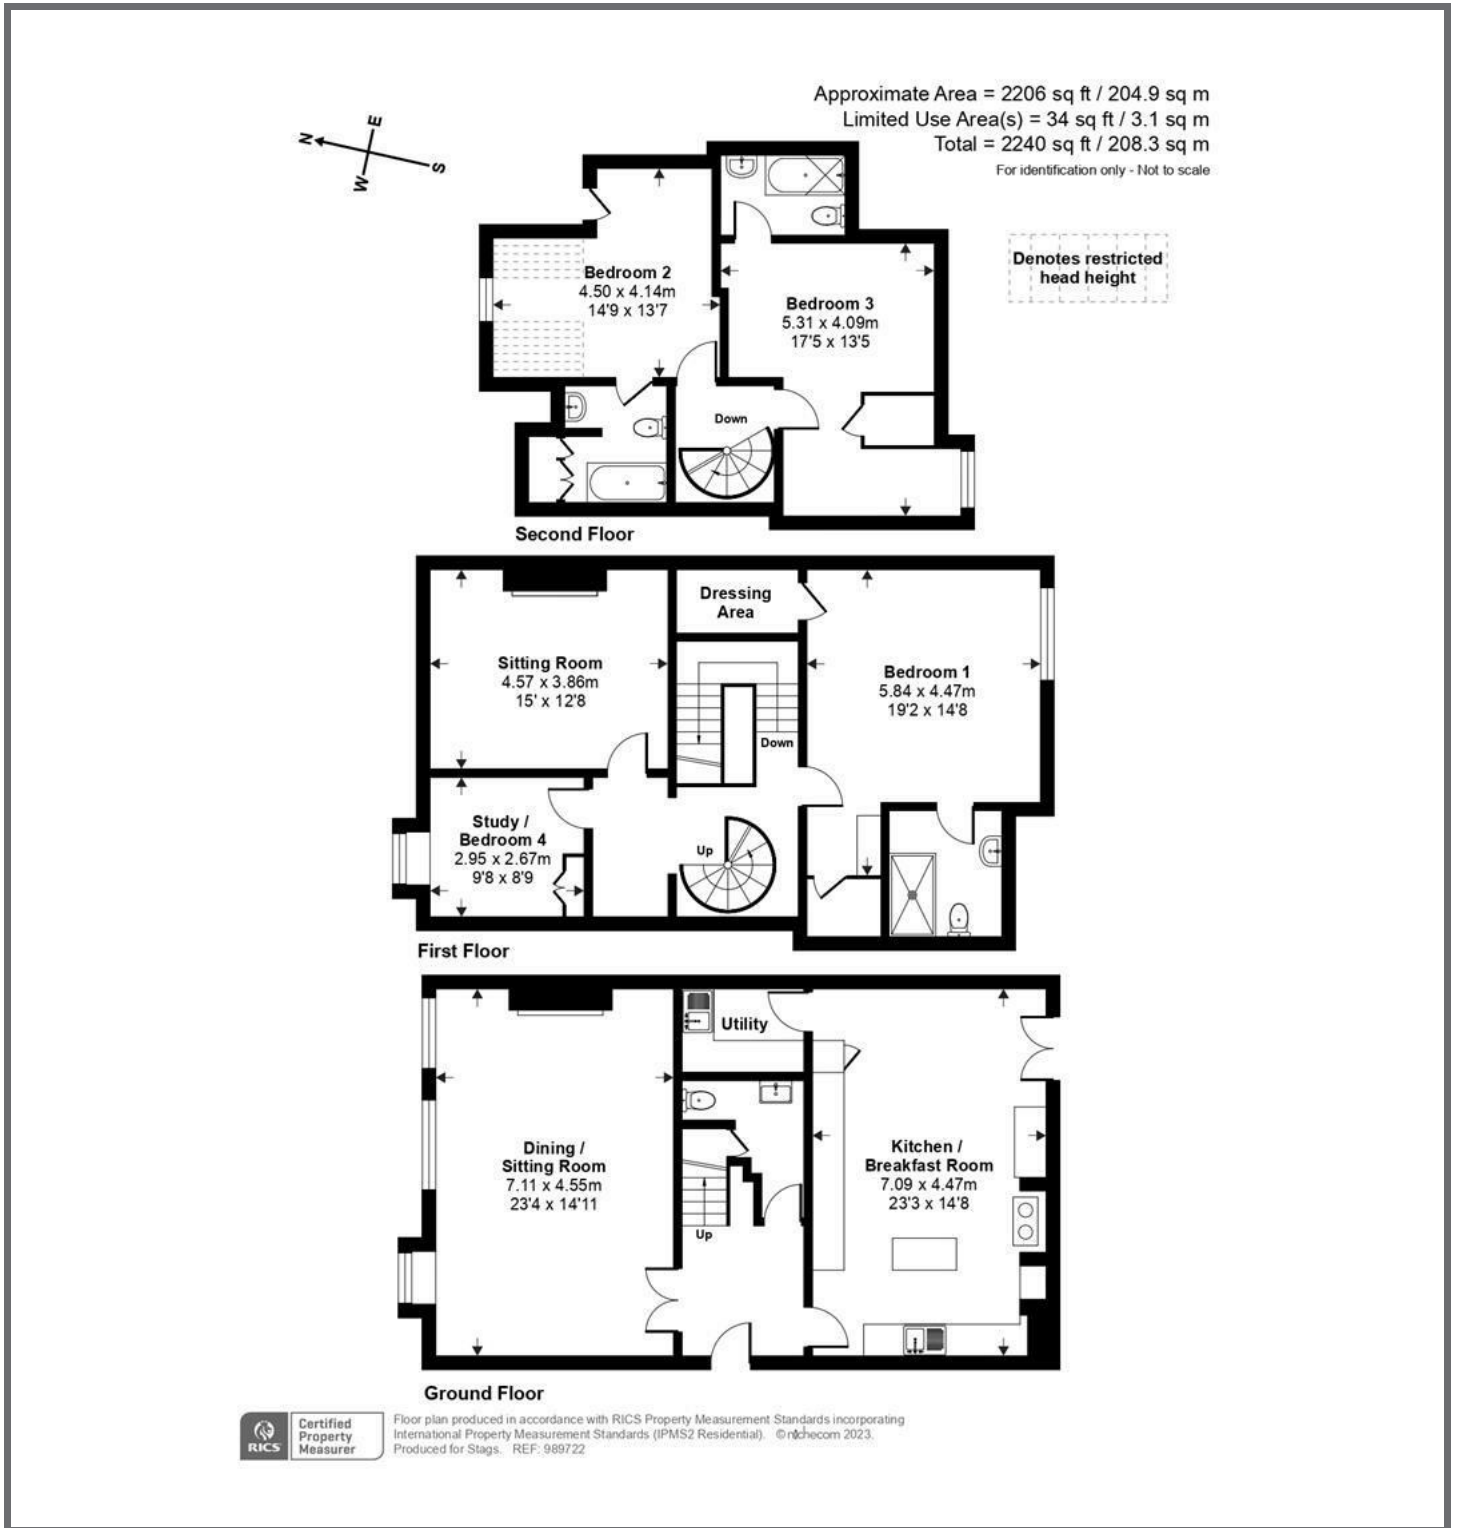 Approximate Area = 2206 sq ft / 204.9 sq m
Limited Use Area(s) = 34 sq ft / 3.1 sq m
Total = 2240 sq ft / 208.3 sq m
For identification only - Not to scale
N
E
S
W
Denotes restricted
head height
Bedroom 2
4.50 x 4.14m
14'9 x 13'7
Bedroom 3
5.31 x 4.09m
17'5 x 13'5
Down
Second Floor
Dressing
Area
Sitting Room
4.57 x 3.86m
15' x 12'8
Bedroom 1
5.84 x 4.47m
19'2 x 14'8
Down
Study /
Bedroom 4
2.95 x 2.67m
9'8 x 8'9
Up
First Floor
Utility
Dining /
Sitting Room
7.11 x 4.55m
23'4 x 14'11
Kitchen /
Breakfast Room
7.09 x 4.47m
23'3 x 14'8
Up
Ground Floor
RICS
Certified
Property
Measurer
Floor plan produced in accordance with RICS Property Measurement Standards incorporating
International Property Measurement Standards (IPMS2 Residential). © nichecom 2023.
Produced for Stags. REF: 989722